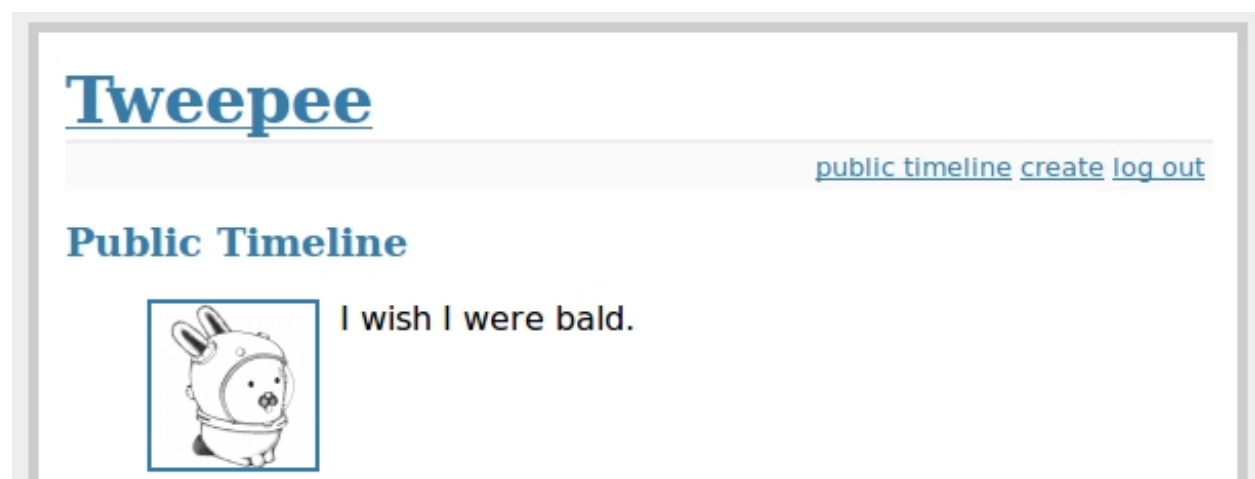 Tweepee
public timeline create log out
Public Timeline
I wish I were bald.